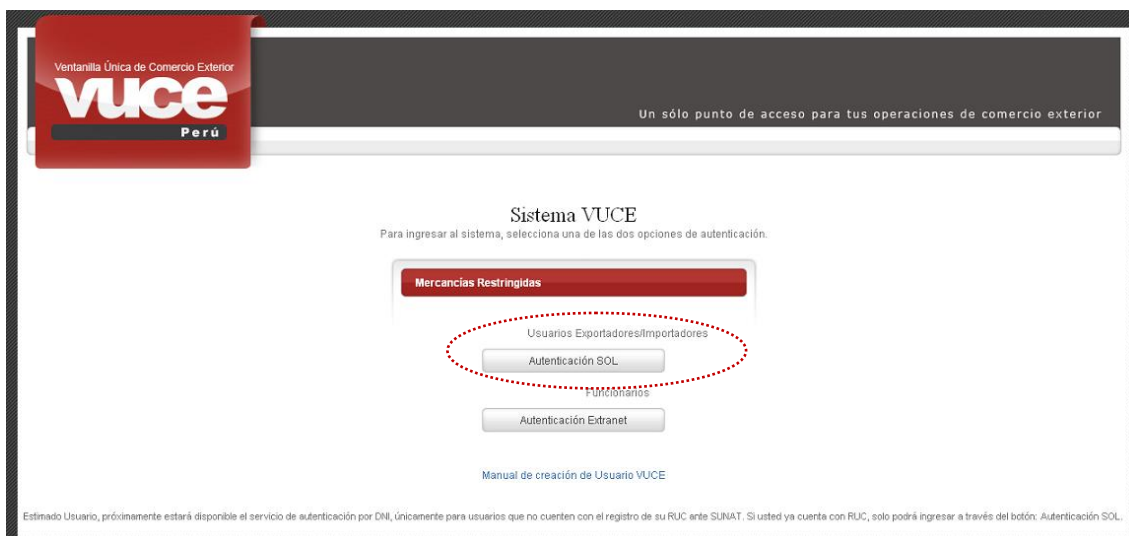 Ventanilla Única de Comercio Exterior
vuce
Perú
Un sólo punto de acceso para tus operaciones de comercio exterior
Sistema VUCE
Para ingresar al sistema, selecciona una de las dos opciones de autenticación.
Mercancías Restringidas
Usuarios Exportadores/Importadores
Autenticación SOL
Funcionarios
Autenticación Extranet
Manual de creación de Usuario VUCE
Estimado Usuario, próximamente estará disponible el servicio de autenticación por DNI, únicamente para usuarios que no cuenten con el registro de su RUC ante SUNAT. Si usted ya cuenta con RUC, solo podrá ingresar a través del botón: Autenticación SOL.